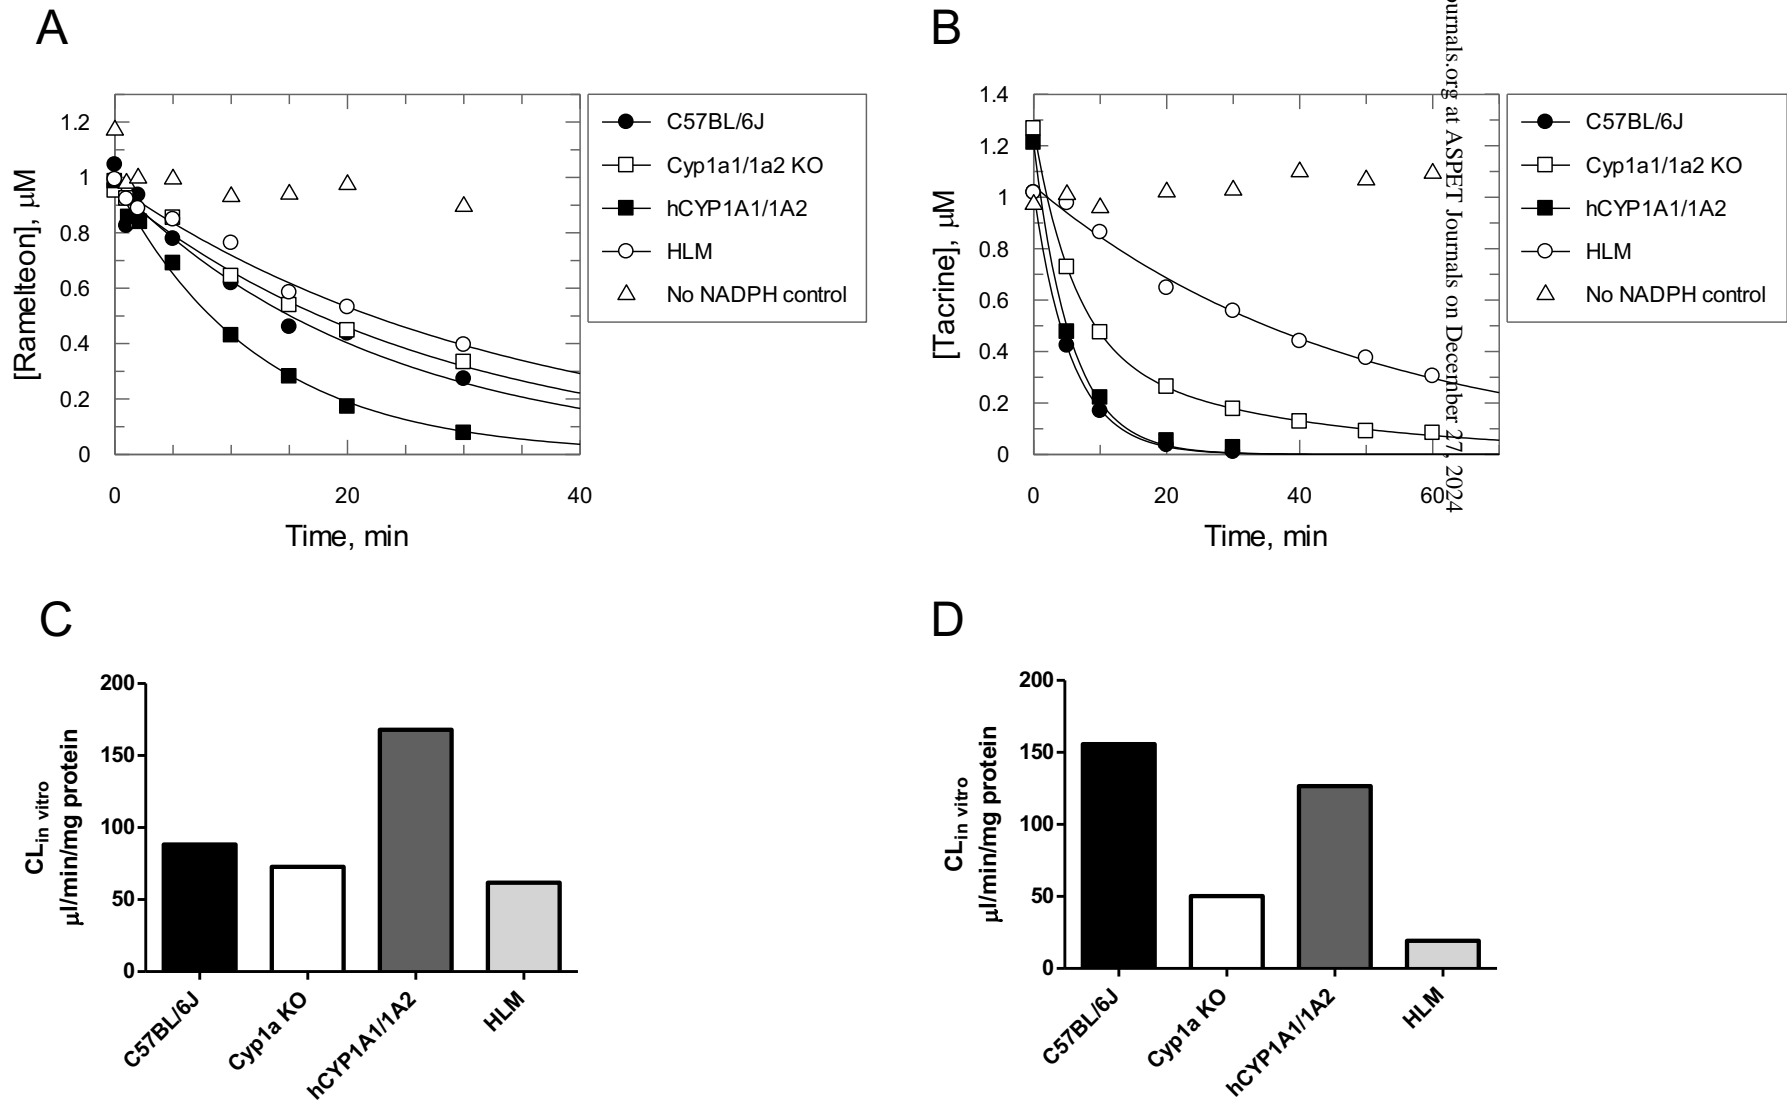 A
[Ramelteon], μM
1.2
1
0.8
0.6
0.4
0.2
0
0
20
40
Time, min
C57BL/6J
Cyp1a1/1a2 KO
hCYP1A1/1A2
HLM
No NADPH control
B
[Tacrine], μM
1.4
1.2
1
0.8
0.6
0.4
0.2
0
0
20
40
60
Time, min
C57BL/6J
Cyp1a1/1a2 KO
hCYP1A1/1A2
HLM
No NADPH control
ournals.org at ASPET Journals on December 27, 2024
C
CLin vitro
μl/min/mg protein
200
150
100
50
0
C57BL/6J
Cyp1a KO
hCYP1A1/1A2
HLM
D
CLin vitro
μl/min/mg protein
200
150
100
50
0
C57BL/6J
Cyp1a KO
hCYP1A1/1A2
HLM